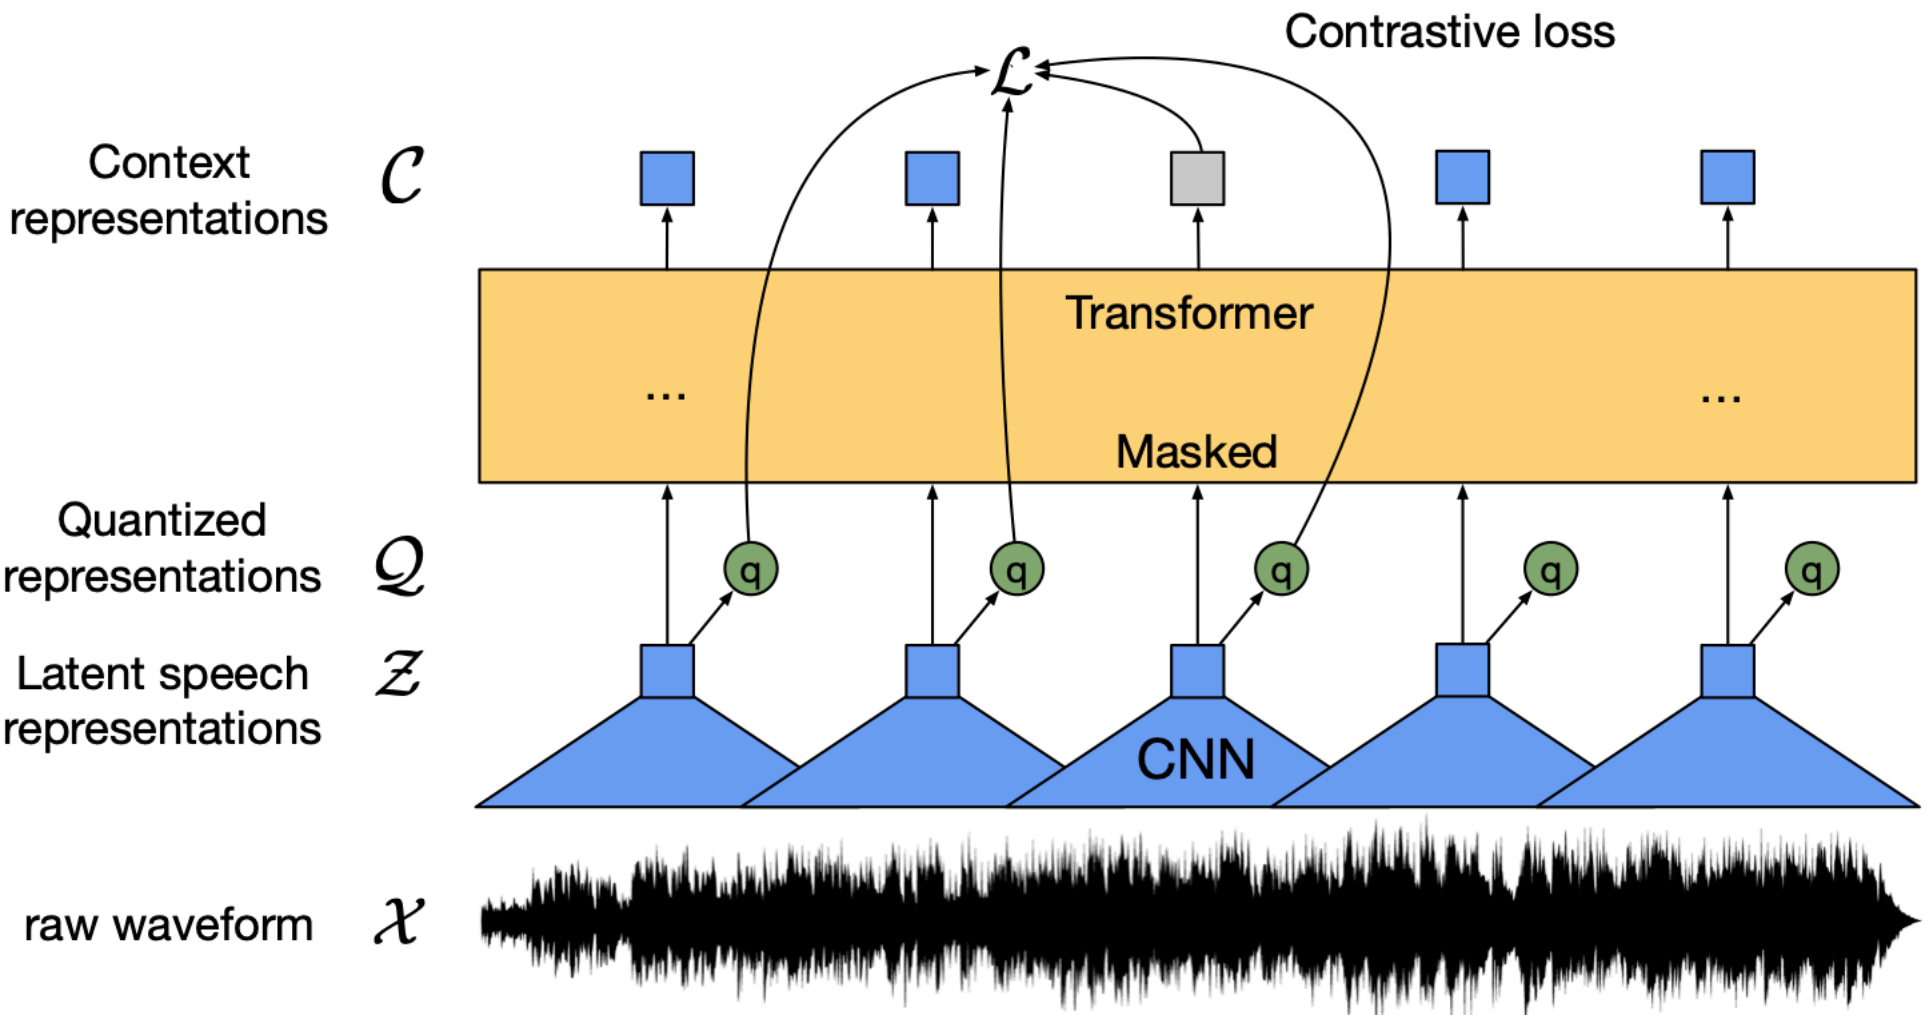 Contrastive loss
ℒ
Context
representations
𝒞
Transformer
...
...
Masked
Quantized
representations
𝒬
q
q
q
q
q
Latent speech
representations
𝒵
CNN
raw waveform
𝒳